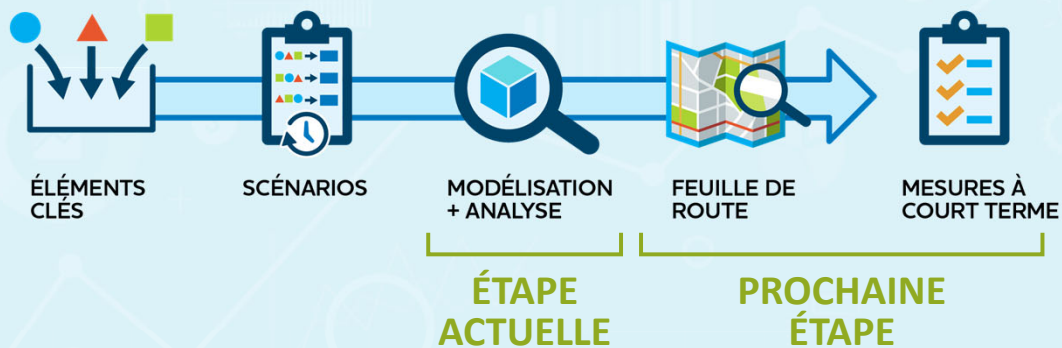 ÉLÉMENTS
CLÉS
SCÉNARIOS
MODÉLISATION
+ ANALYSE
FEUILLE DE
ROUTE
MESURES À
COURT TERME
ÉTAPE
ACTUELLE
PROCHAINE
ÉTAPE